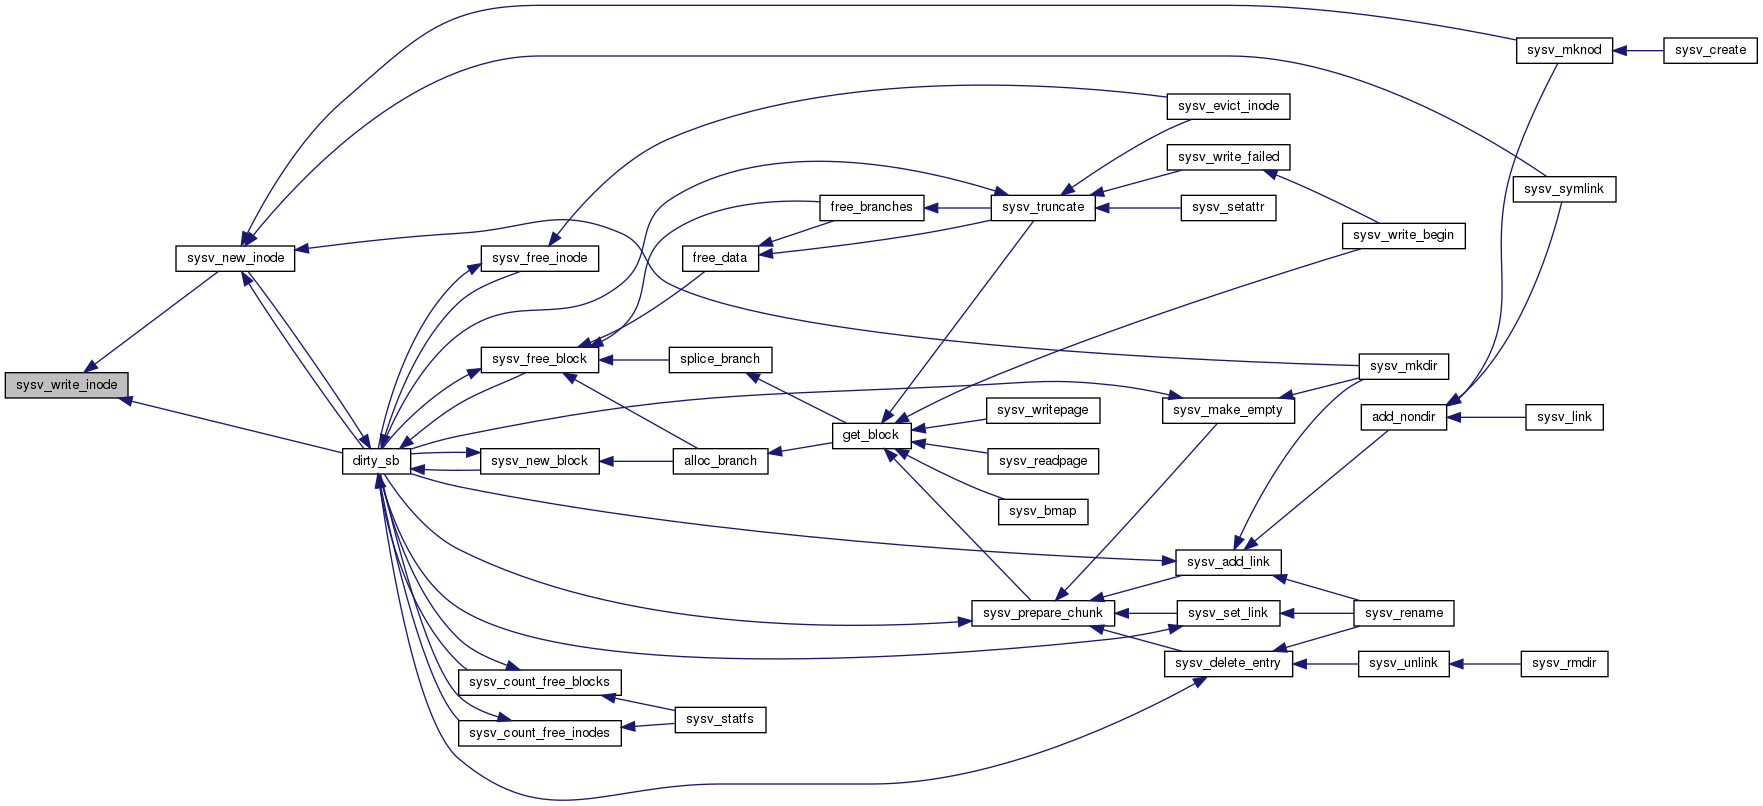 sysv_mknod
sysv_create
sysv_evict_inode
sysv_write_failed
sysv_symlink
free_branches
sysv_truncate
sysv_setattr
sysv_write_begin
sysv_new_inode
sysv_free_inode
free_data
sysv_free_block
splice_branch
sysv_mkdir
sysv_write_inode
sysv_writepage
sysv_make_empty
add_nondir
sysv_link
get_block
dirty_sb
sysv_new_block
alloc_branch
sysv_readpage
sysv_bmap
sysv_add_link
sysv_prepare_chunk
sysv_set_link
sysv_rename
sysv_delete_entry
sysv_unlink
sysv_rmdir
sysv_count_free_blocks
sysv_statfs
sysv_count_free_inodes